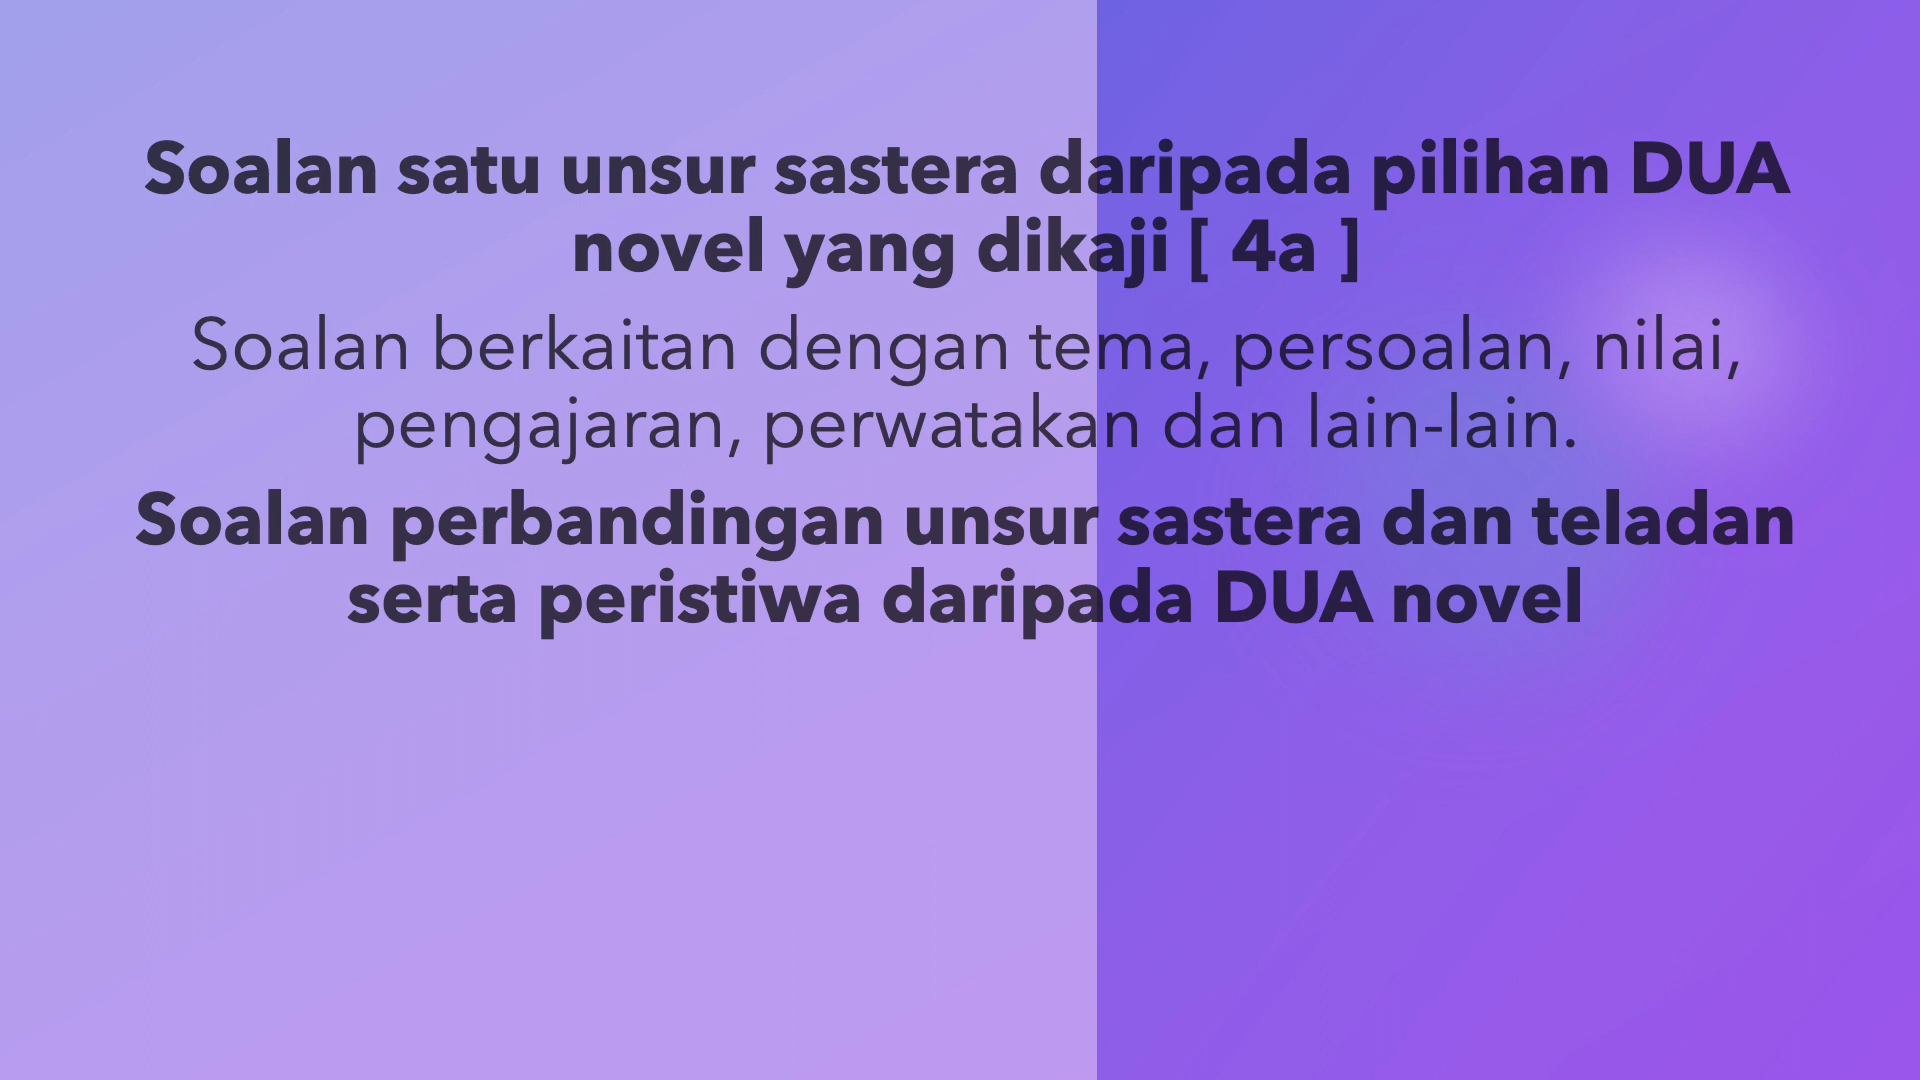 Soalan satu unsur sastera daripada pilihan DUA
novel yang dikaji [ 4a ]
Soalan berkaitan dengan tema, persoalan, nilai,
pengajaran, perwatakan dan lain-lain.
Soalan perbandingan unsur sastera dan teladan
serta peristiwa daripada DUA novel